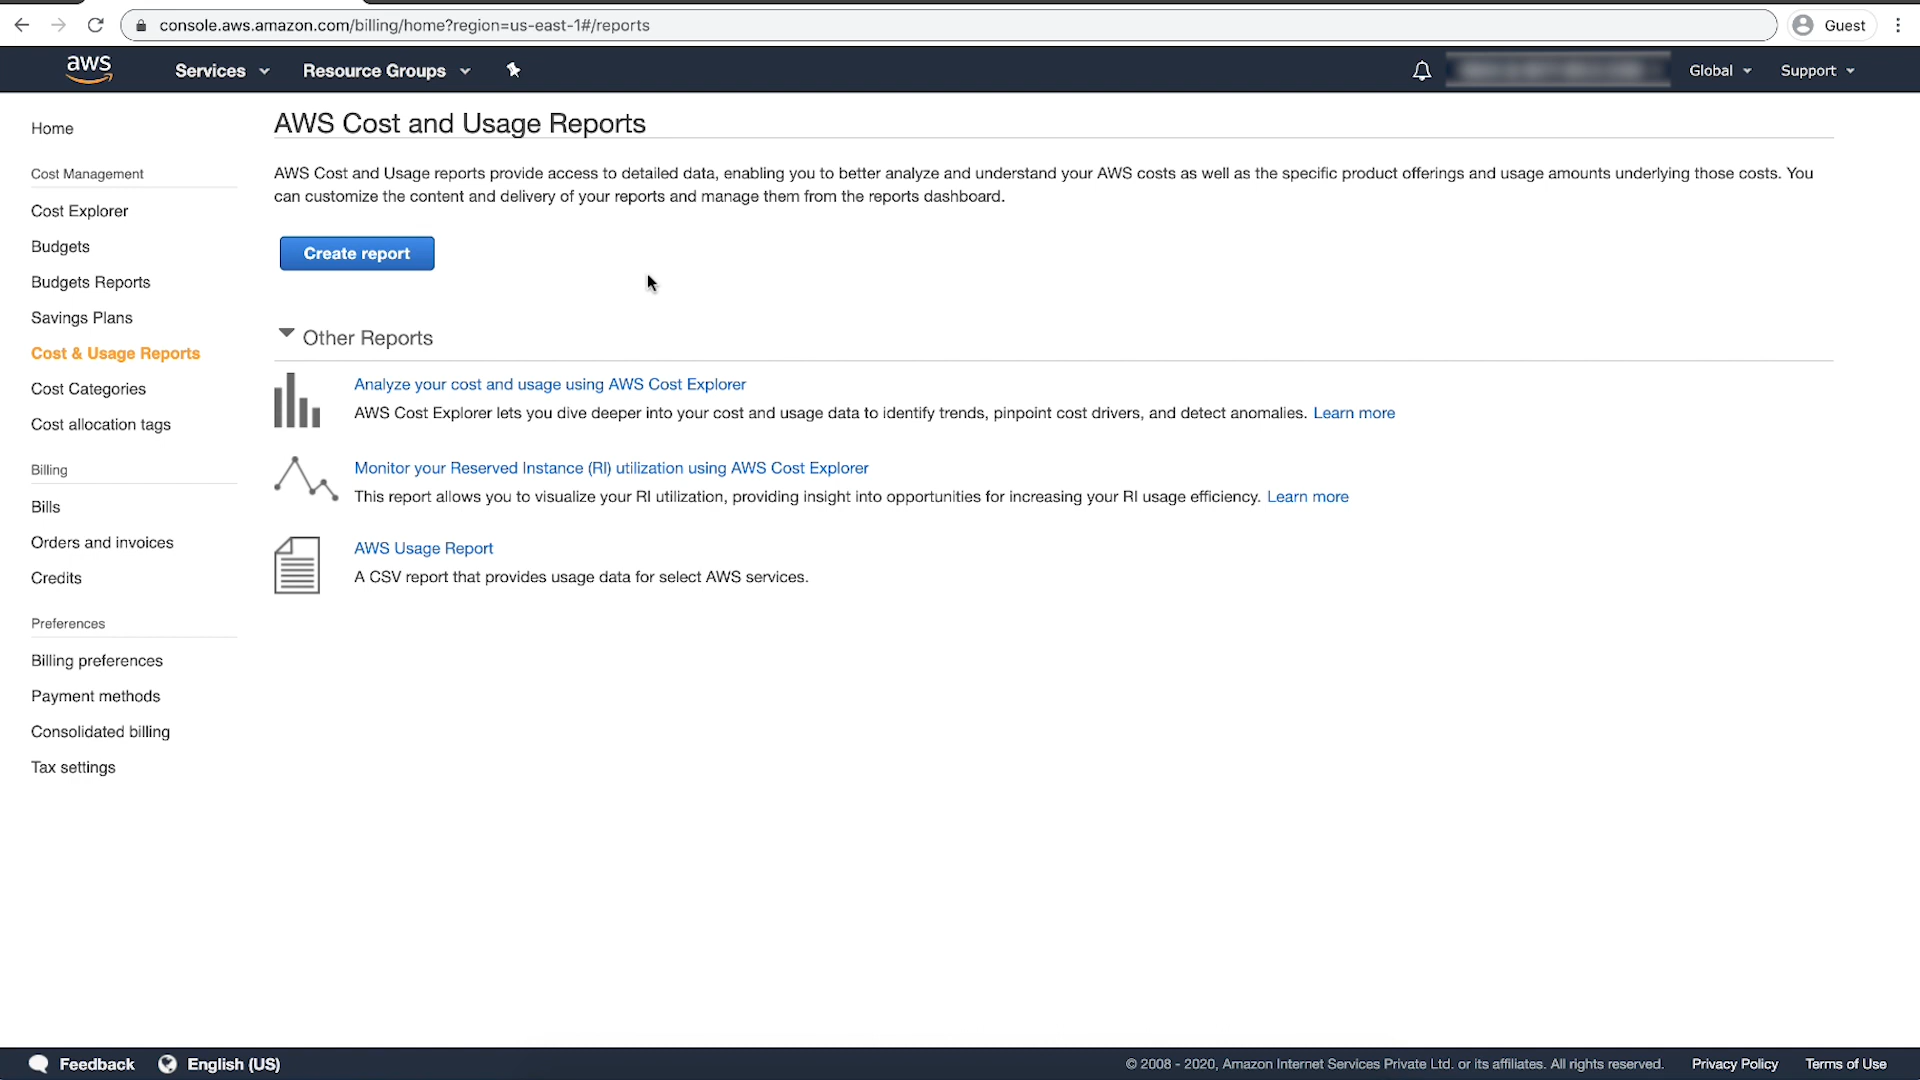 console.aws.amazon.com/billing/home?region=us-east-1#/reports
Guest
aws
Services
Resource Groups
Global
Support
Home
Cost Management
Cost Explorer
Budgets
Budgets Reports
Savings Plans
Cost & Usage Reports
Cost Categories
Cost allocation tags
Billing
Bills
Orders and invoices
Credits
Preferences
Billing preferences
Payment methods
Consolidated billing
Tax settings
AWS Cost and Usage Reports
AWS Cost and Usage reports provide access to detailed data, enabling you to better analyze and understand your AWS costs as well as the specific product offerings and usage amounts underlying those costs. You
can customize the content and delivery of your reports and manage them from the reports dashboard.
Create report
Other Reports
Analyze your cost and usage using AWS Cost Explorer
AWS Cost Explorer lets you dive deeper into your cost and usage data to identify trends, pinpoint cost drivers, and detect anomalies. Learn more
Monitor your Reserved Instance (RI) utilization using AWS Cost Explorer
This report allows you to visualize your RI utilization, providing insight into opportunities for increasing your RI usage efficiency. Learn more
AWS Usage Report
A CSV report that provides usage data for select AWS services.
Feedback
English (US)
© 2008 - 2020, Amazon Internet Services Private Ltd. or its affiliates. All rights reserved.
Privacy Policy
Terms of Use